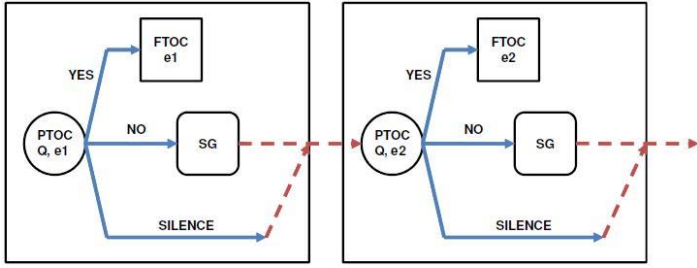 FTOC
e1
YES
PTOC
Q, e1
NO
SG
SILENCE
FTOC
e2
YES
PTOC
Q, e2
NO
SG
SILENCE